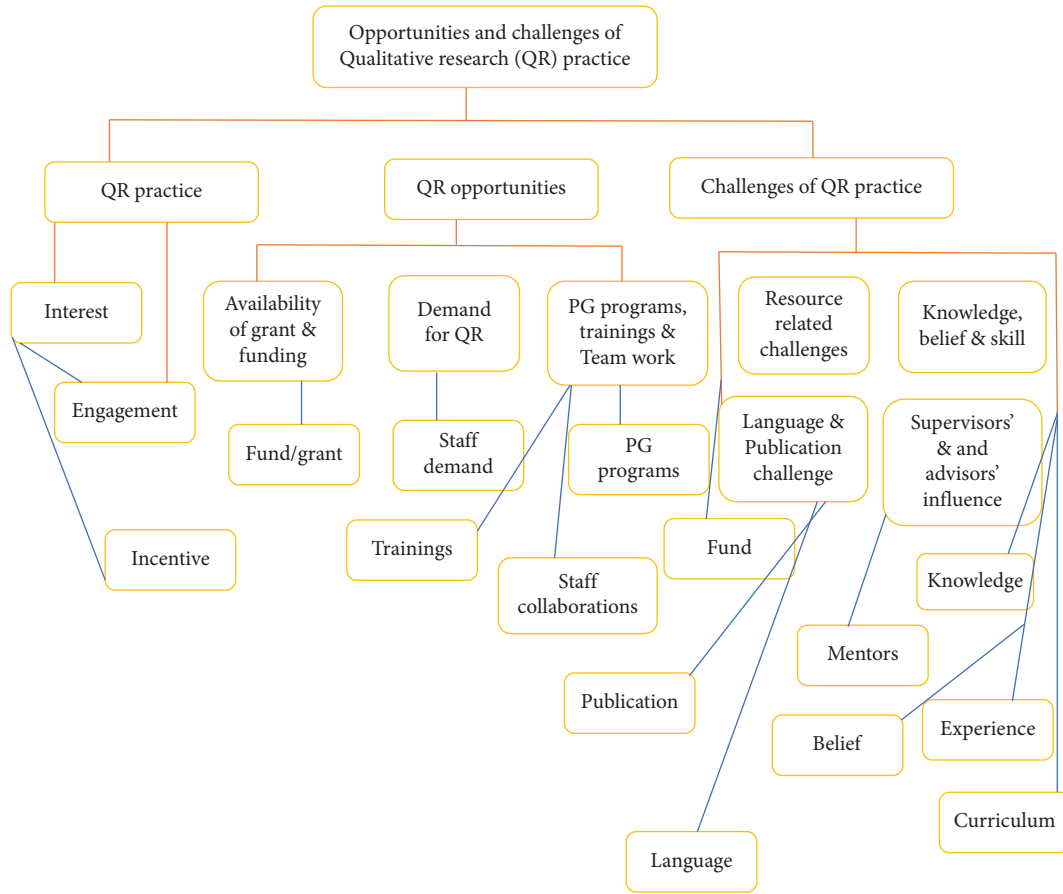 Opportunities and challenges of
Qualitative research (QR) practice
QR practice
QR opportunities
Challenges of QR practice
Interest
Availability
of grant &
funding
Demand
for QR
PG programs,
trainings &
Team work
Resource
related
challenges
Knowledge,
belief & skill
Engagement
Fund/grant
Staff
demand
PG
programs
Language &
Publication
challenge
Supervisors’
& and
advisors’
influence
Incentive
Trainings
Staff
collaborations
Fund
Knowledge
Mentors
Publication
Belief
Experience
Curriculum
Language